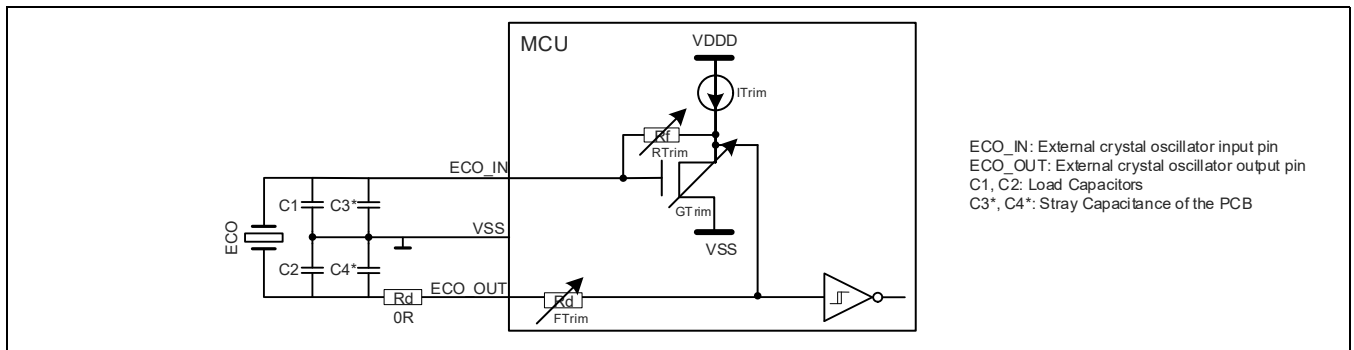 MCU
VDDD
ITrim
Rf
RTrim
ECO_IN
GTrim
VSS
C1
C3*
VSS
ECO
C2
C4*
ECO_OUT
Rd
0R
Rd
FTrim
ECO_IN: External crystal oscillator input pin
ECO_OUT: External crystal oscillator output pin
C1, C2: Load Capacitors
C3*, C4*: Stray Capacitance of the PCB